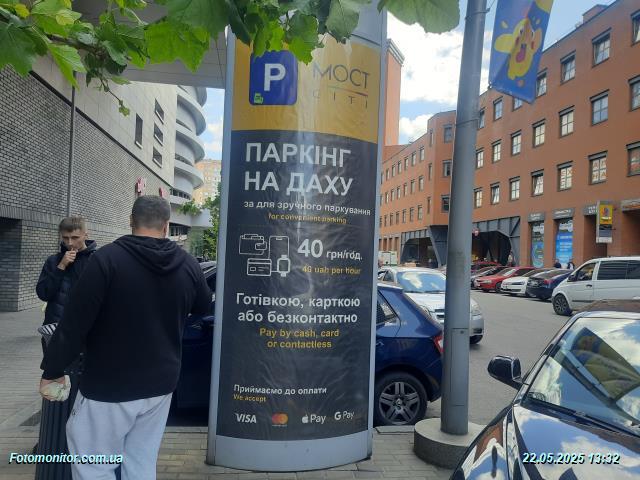 P
МОСТ
CITI
ПАРКІНГ
НА ДАХУ
за для зручного паркування
for convenient parking
40 грн/год.
40 uah per hour
Готівкою, карткою
або безконтактно
Pay by cash, card
or contactless
Приймаємо до оплати
We accept
VISA
mastercard
Pay
G Pay
Fotomonitor.com.ua
22.05.2025 13:32